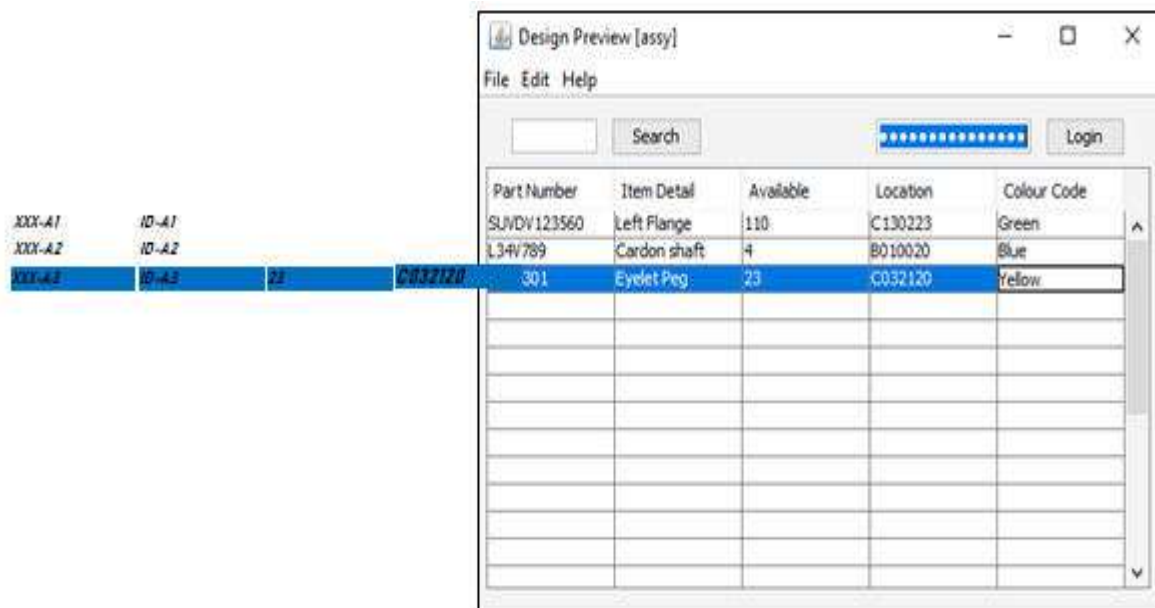 Design Preview [assy]
File Edit Help
Search Login
Part Number Item Detail Available Location Colour Code
XXX-A1 ID-A1 SUVDV123560 Left Flange 110 C130223 Green
XXX-A2 ID-A2 L34V789 Cardon shaft 4 B010020 Blue
XXX-A3 ID-A3 23 C032120 301 Eyelet Peg 23 C032120 Yellow